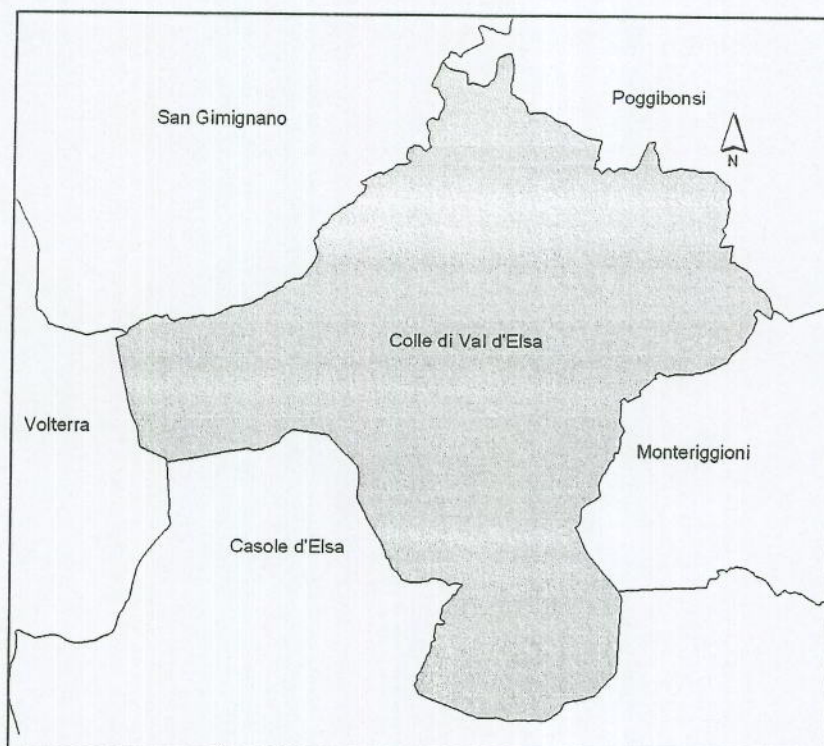 Poggibonsi
San Gimignano
N
Colle di Val d'Elsa
Volterra
Monteriggioni
Casole d'Elsa